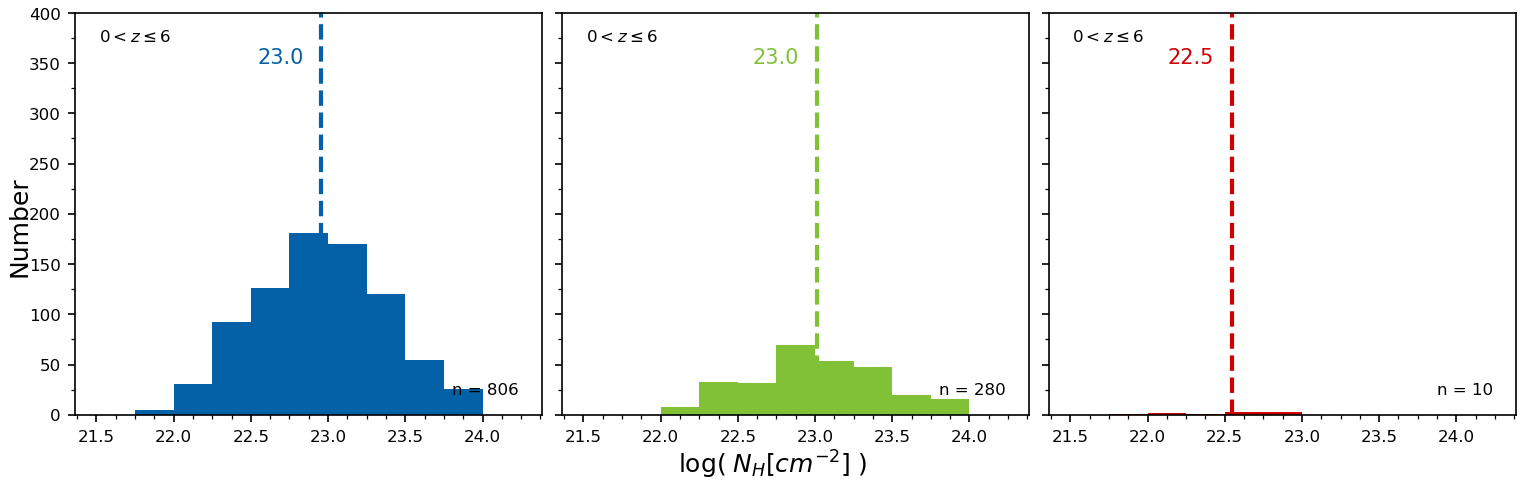 400
350
300
250
200
150
100
50
0
Number
0 < z ≤ 6
23.0
n = 806
21.5 22.0 22.5 23.0 23.5 24.0
0 < z ≤ 6
23.0
n = 280
21.5 22.0 22.5 23.0 23.5 24.0
0 < z ≤ 6
22.5
n = 10
21.5 22.0 22.5 23.0 23.5 24.0
log( N_H[cm⁻²] )